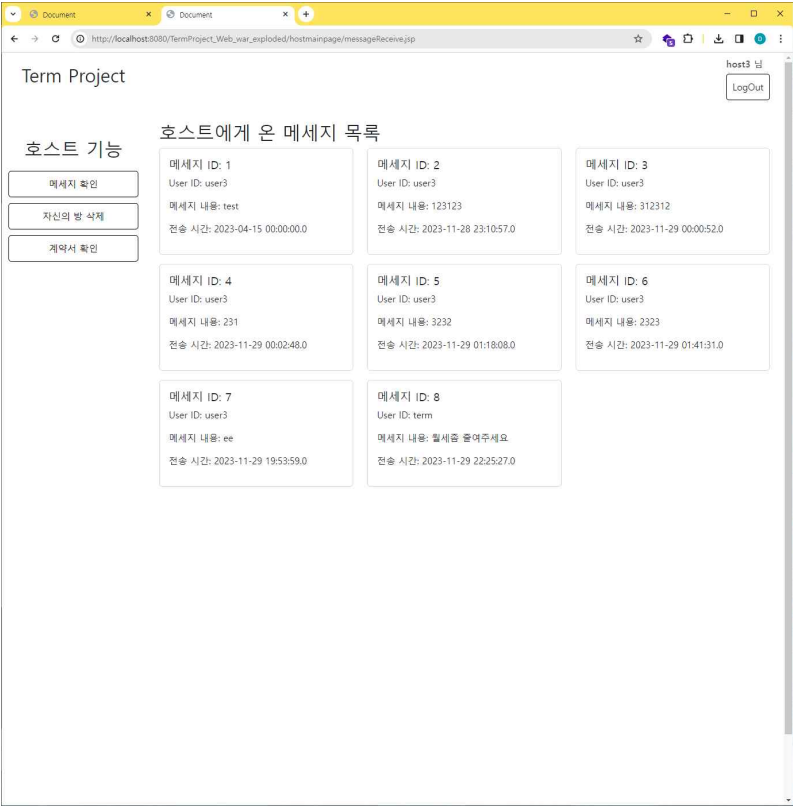 Document
Document
http://localhost:8080/TermProject_Web_war_exploded/hostmainpage/messageReceive.jsp
Term Project
host3 님
LogOut
호스트 기능
메세지 확인
자신의 방 삭제
계약서 확인
호스트에게 온 메세지 목록
메세지 ID: 1
User ID: user3
메세지 내용: test
전송 시간: 2023-04-15 00:00:00.0
메세지 ID: 2
User ID: user3
메세지 내용: 123123
전송 시간: 2023-11-28 23:10:57.0
메세지 ID: 3
User ID: user3
메세지 내용: 312312
전송 시간: 2023-11-29 00:00:52.0
메세지 ID: 4
User ID: user3
메세지 내용: 231
전송 시간: 2023-11-29 00:02:48.0
메세지 ID: 5
User ID: user3
메세지 내용: 3232
전송 시간: 2023-11-29 01:18:08.0
메세지 ID: 6
User ID: user3
메세지 내용: 2323
전송 시간: 2023-11-29 01:41:31.0
메세지 ID: 7
User ID: user3
메세지 내용: ee
전송 시간: 2023-11-29 19:53:59.0
메세지 ID: 8
User ID: term
메세지 내용: 월세좀 줄여주세요
전송 시간: 2023-11-29 22:25:27.0